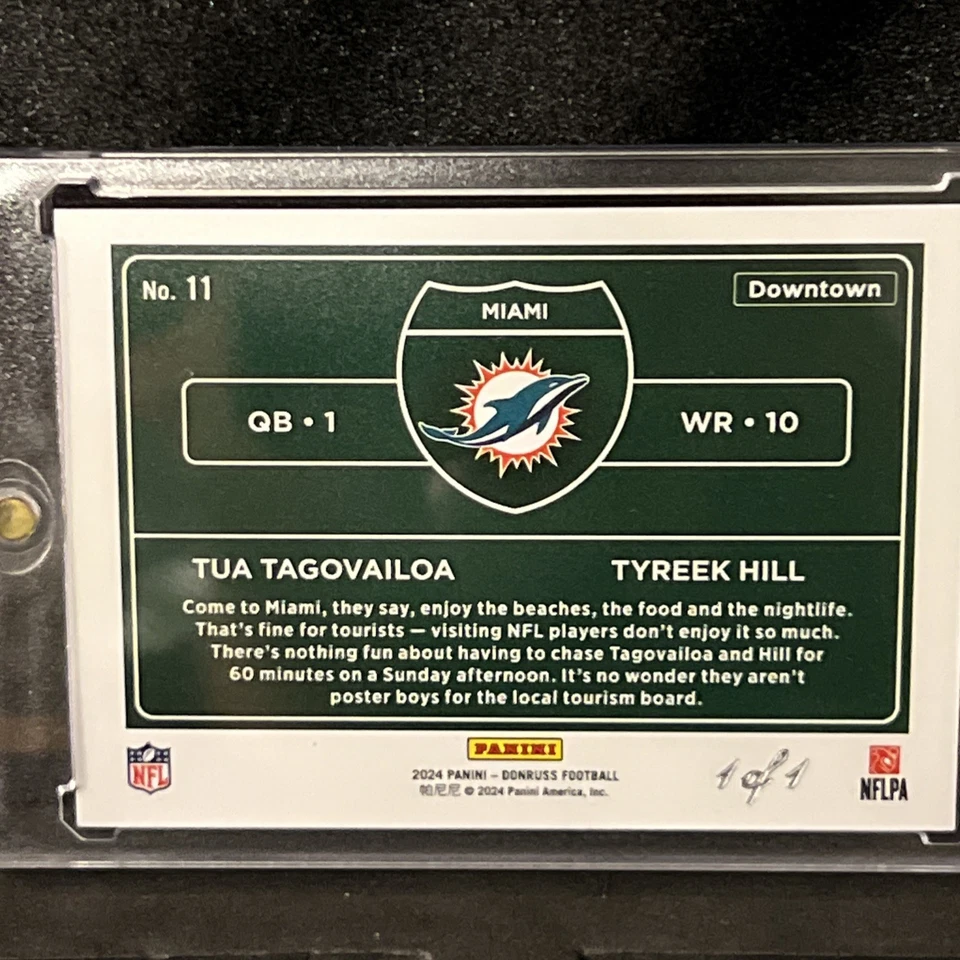 No. 11
Downtown
MIAMI
QB • 1
WR • 10
TUA TAGOVAILOA
TYREEK HILL
Come to Miami, they say, enjoy the beaches, the food and the nightlife.
That's fine for tourists — visiting NFL players don't enjoy it so much.
There's nothing fun about having to chase Tagovailoa and Hill for
60 minutes on a Sunday afternoon. It's no wonder they aren't
poster boys for the local tourism board.
NFL
PANINI
2024 PANINI – DONRUSS FOOTBALL
帕尼尼 © 2024 Panini America, Inc.
1 of 1
NFLPA